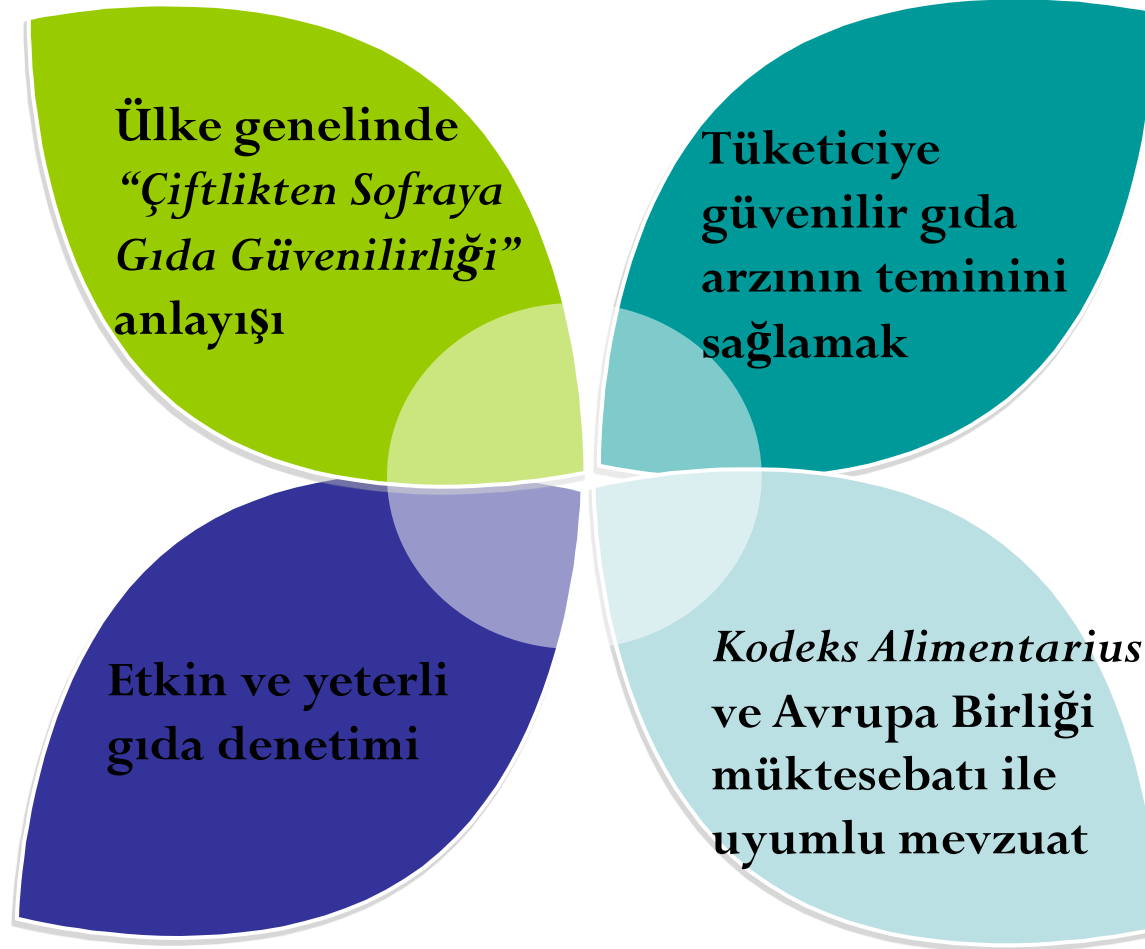 Ülke genelinde
“Çiftlikten Sofraya
Gıda Güvenilirliği”
anlayışı
Tüketiciye
güvenilir gıda
arzının teminini
sağlamak
Etkin ve yeterli
gıda denetimi
Kodeks Alimentarius
ve Avrupa Birliği
müktesebatı ile
uyumlu mevzuat